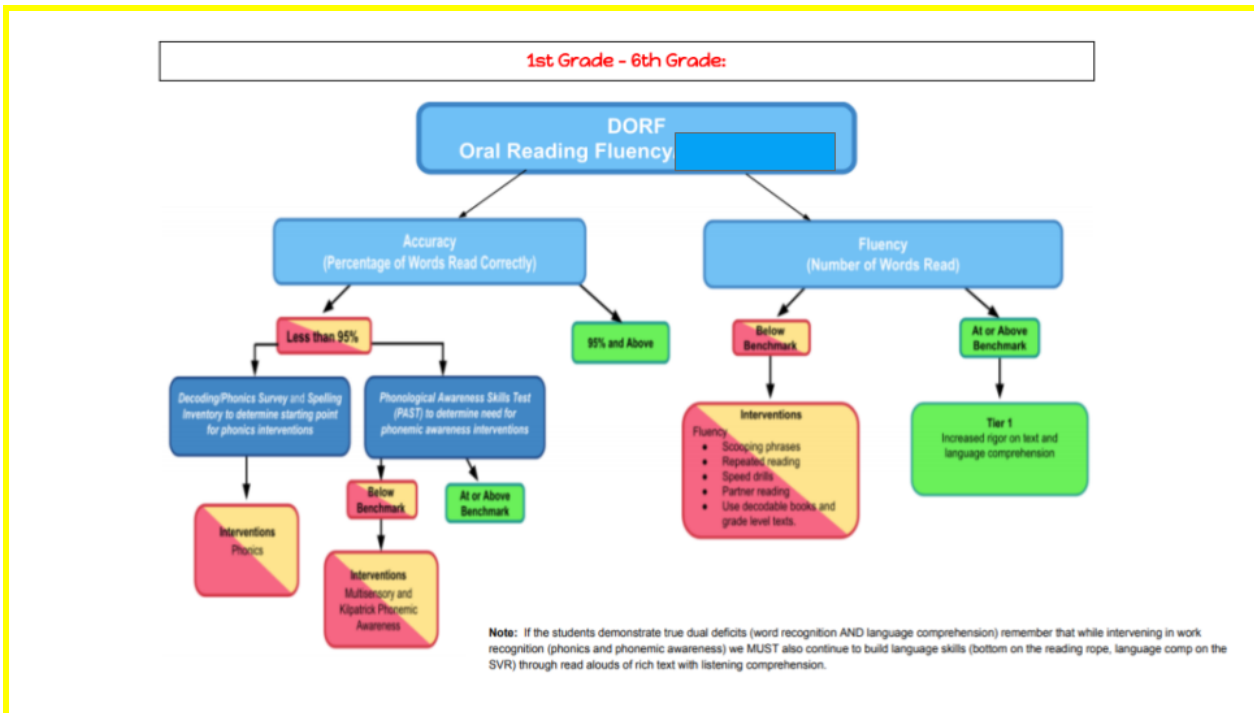 1st Grade - 6th Grade:
DORF
Oral Reading Fluency
Accuracy
(Percentage of Words Read Correctly)
Fluency
(Number of Words Read)
Less than 95%
95% and Above
Below
Benchmark
At or Above
Benchmark
Decoding/Phonics Survey and Spelling
Inventory to determine starting point
for phonics interventions
Phonological Awareness Skills Test
(PAST) to determine need for
phonemic awareness interventions
Interventions
Fluency
● Scooping phrases
● Repeated reading
● Speed drills
● Partner reading
● Use decodable books and
grade level texts.
Tier 1
Increased rigor on text and
language comprehension
Below
Benchmark
At or Above
Benchmark
Interventions
Phonics
Interventions
Multisensory and
Kilpatrick Phonemic
Awareness
Note: If the students demonstrate true dual deficits (word recognition AND language comprehension) remember that while intervening in work
recognition (phonics and phonemic awareness) we MUST also continue to build language skills (bottom on the reading rope, language comp on the
SVR) through read alouds of rich text with listening comprehension.